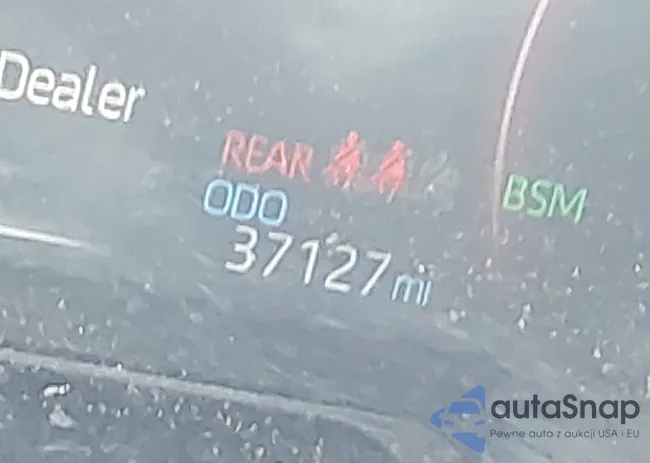 Dealer
REAR
ODO
BSM
37127 mi
autaSnap
Pewne auta z aukcji USA i EU